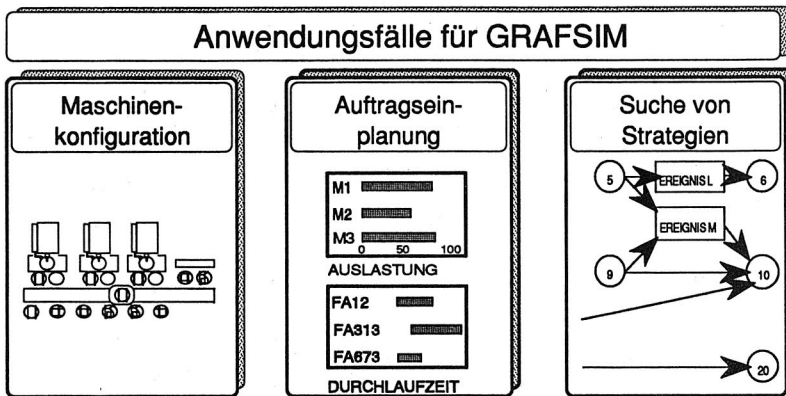 Anwendungsfälle für GRAFSIM
Maschinen-
konfiguration
Auftragsein-
planung
M1
M2
M3
0 50 100
AUSLASTUNG
FA12
FA313
FA673
DURCHLAUFZEIT
Suche von
Strategien
5 EREIGNIS L 6
EREIGNIS M
9 10
20